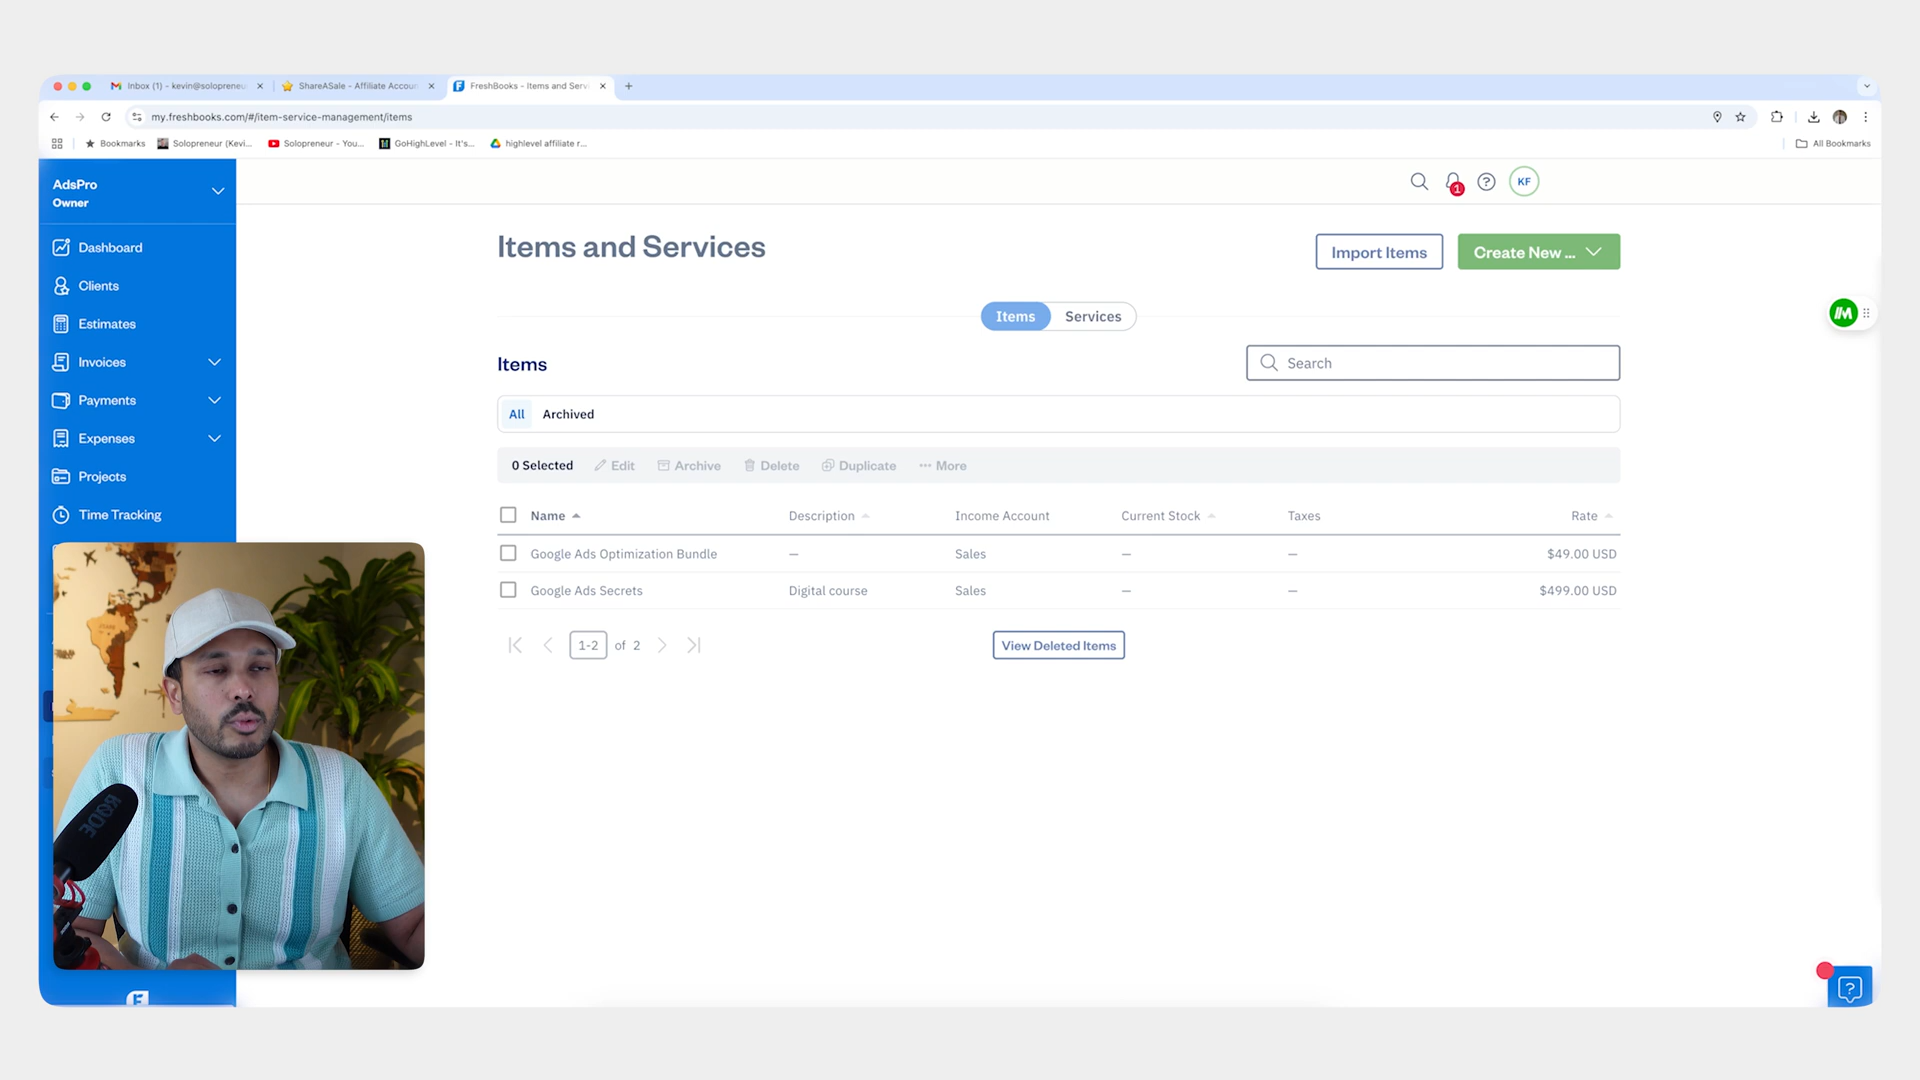 Inbox (1) - kevin@solopreneu
ShareASale - Affiliate Accoun
FreshBooks - Items and Serv
my.freshbooks.com/#/item-service-management/items
Bookmarks
Solopreneur (Kevi...
Solopreneur - You...
GoHighLevel - It's...
highlevel affiliate r...
All Bookmarks
AdsPro
Owner
1
KF
Dashboard
Clients
Estimates
Invoices
Payments
Expenses
Projects
Time Tracking
Items and Services
Import Items
Create New ...
Items
Services
Items
Search
All
Archived
0 Selected
Edit
Archive
Delete
Duplicate
More
Name
Description
Income Account
Current Stock
Taxes
Rate
Google Ads Optimization Bundle
—
Sales
—
—
$49.00 USD
Google Ads Secrets
Digital course
Sales
—
—
$499.00 USD
1-2
of 2
View Deleted Items
RØDE